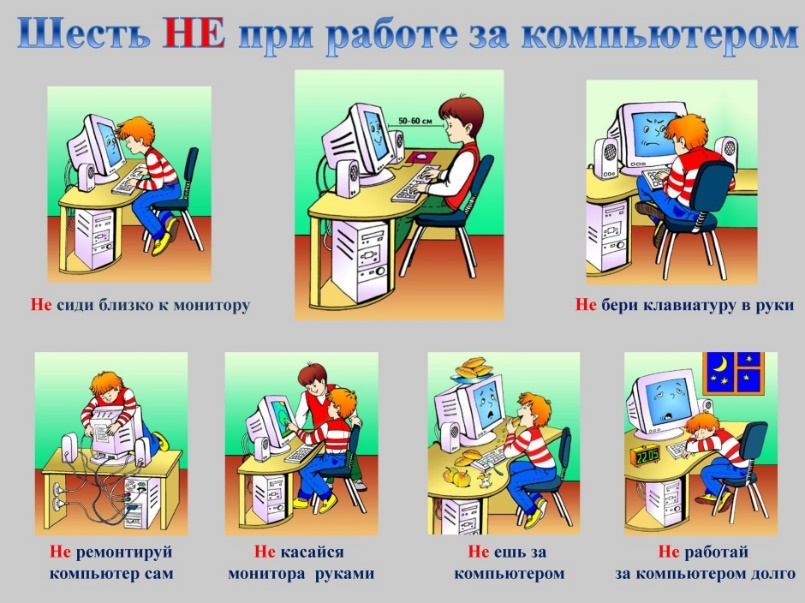 Шесть НЕ при работе за компьютером
50-60 см
Не сиди близко к монитору
Не бери клавиатуру в руки
Не ремонтируй
компьютер сам
Не касайся
монитора руками
Не ешь за
компьютером
22.05
Не работай
за компьютером долго